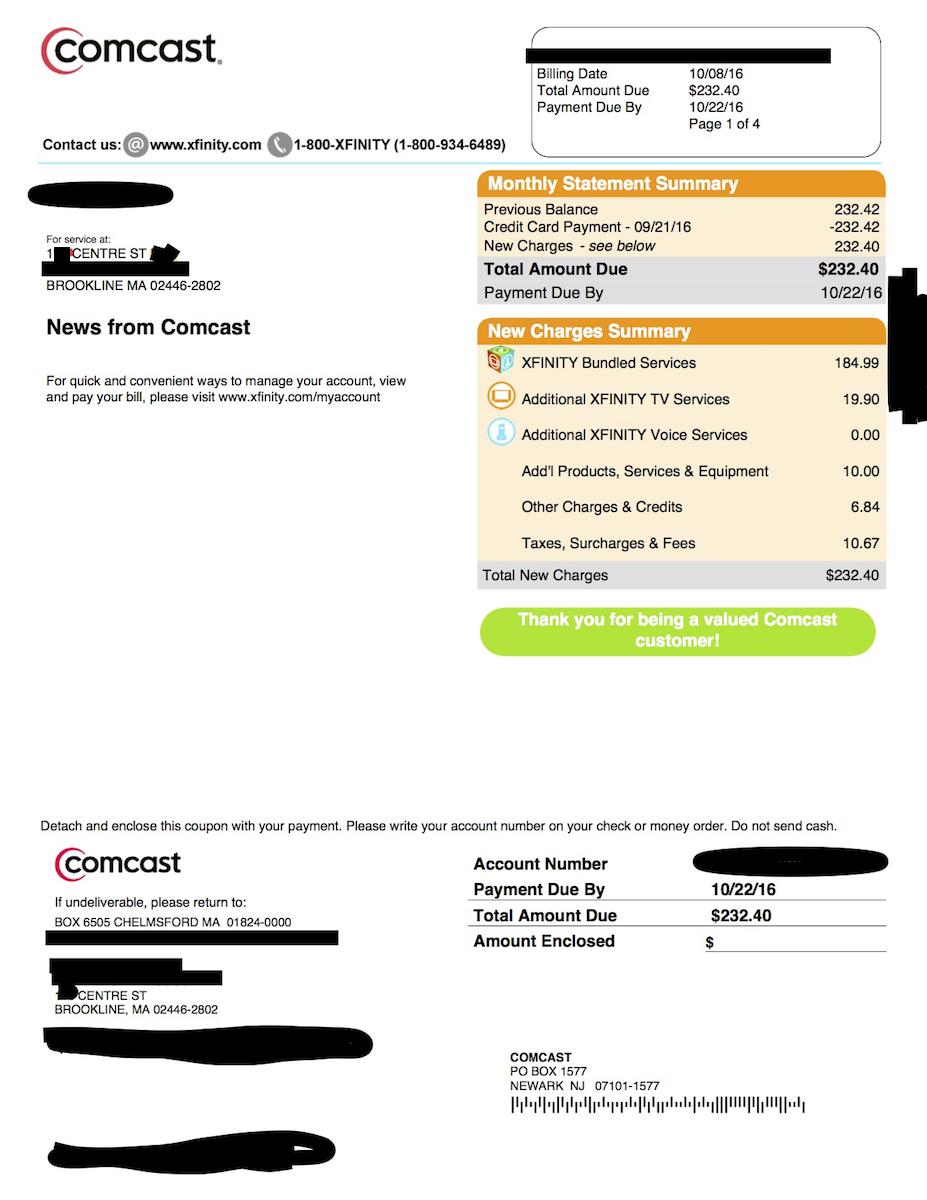 comcast.
Billing Date 10/08/16
Total Amount Due $232.40
Payment Due By 10/22/16
Page 1 of 4
Contact us: @ www.xfinity.com 1-800-XFINITY (1-800-934-6489)
For service at:
1 CENTRE ST
BROOKLINE MA 02446-2802
News from Comcast
For quick and convenient ways to manage your account, view
and pay your bill, please visit www.xfinity.com/myaccount
Monthly Statement Summary
Previous Balance 232.42
Credit Card Payment - 09/21/16 -232.42
New Charges - see below 232.40
Total Amount Due $232.40
Payment Due By 10/22/16
New Charges Summary
XFINITY Bundled Services 184.99
Additional XFINITY TV Services 19.90
Additional XFINITY Voice Services 0.00
Add'l Products, Services & Equipment 10.00
Other Charges & Credits 6.84
Taxes, Surcharges & Fees 10.67
Total New Charges $232.40
Thank you for being a valued Comcast
customer!
Detach and enclose this coupon with your payment. Please write your account number on your check or money order. Do not send cash.
comcast
If undeliverable, please return to:
BOX 6505 CHELMSFORD MA 01824-0000
CENTRE ST
BROOKLINE, MA 02446-2802
Account Number
Payment Due By 10/22/16
Total Amount Due $232.40
Amount Enclosed $
COMCAST
PO BOX 1577
NEWARK NJ 07101-1577